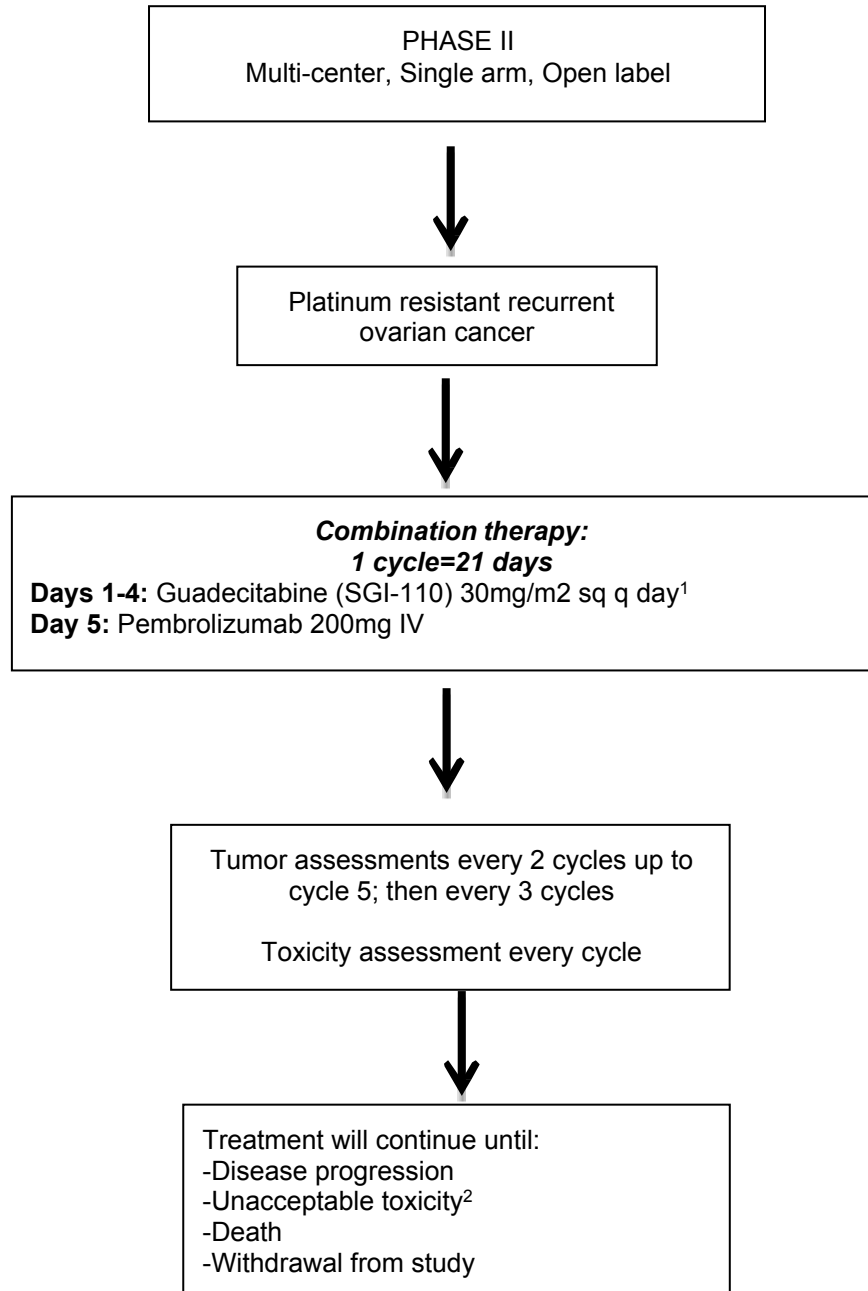 PHASE II
Multi-center, Single arm, Open label
Platinum resistant recurrent
ovarian cancer
Combination therapy:
1 cycle=21 days
Days 1-4: Guadecitabine (SGI-110) 30mg/m2 sq q day¹
Day 5: Pembrolizumab 200mg IV
Tumor assessments every 2 cycles up to
cycle 5; then every 3 cycles
Toxicity assessment every cycle
Treatment will continue until:
-Disease progression
-Unacceptable toxicity²
-Death
-Withdrawal from study